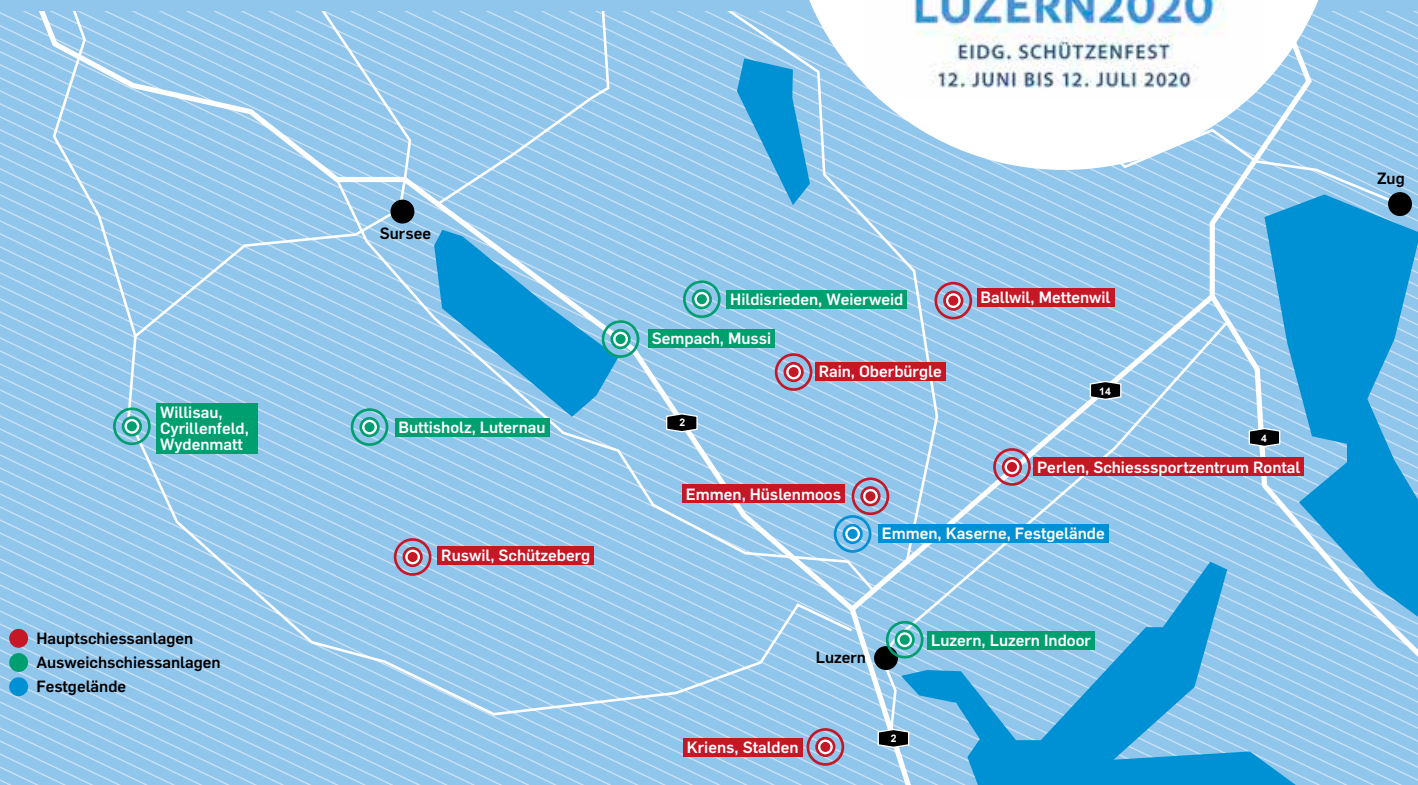 LUZERN2020
EIDG. SCHÜTZENFEST
12. JUNI BIS 12. JULI 2020
Zug
Sursee
Hildisrieden, Weierweid
Ballwil, Mettenwil
Sempach, Mussi
Rain, Oberbürgle
14
Willisau,
Cyrillenfeld,
Wydenmatt
Buttisholz, Luternau
2
4
Perlen, Schiesssportzentrum Rontal
Emmen, Hüslenmoos
Emmen, Kaserne, Festgelände
Ruswil, Schützeberg
Hauptschiessanlagen
Ausweichschiessanlagen
Festgelände
Luzern, Luzern Indoor
Luzern
Kriens, Stalden
2